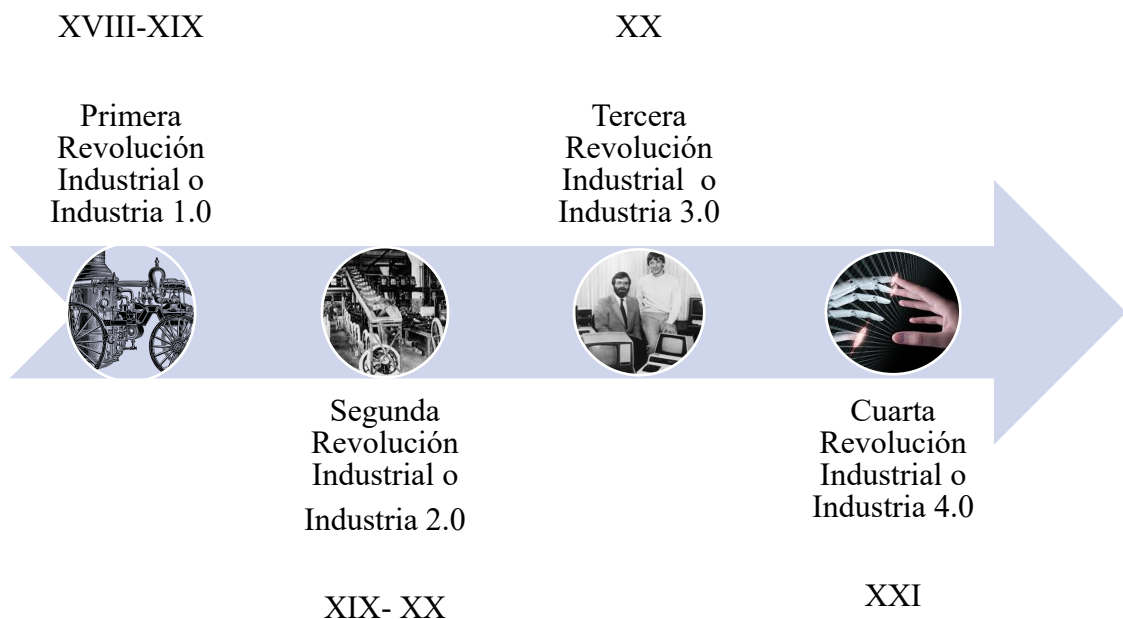 XVIII-XIX
Primera
Revolución
Industrial o
Industria 1.0
Segunda
Revolución
Industrial o
Industria 2.0
XIX- XX
XX
Tercera
Revolución
Industrial  o
Industria 3.0
Cuarta
Revolución
Industrial o
Industria 4.0
XXI